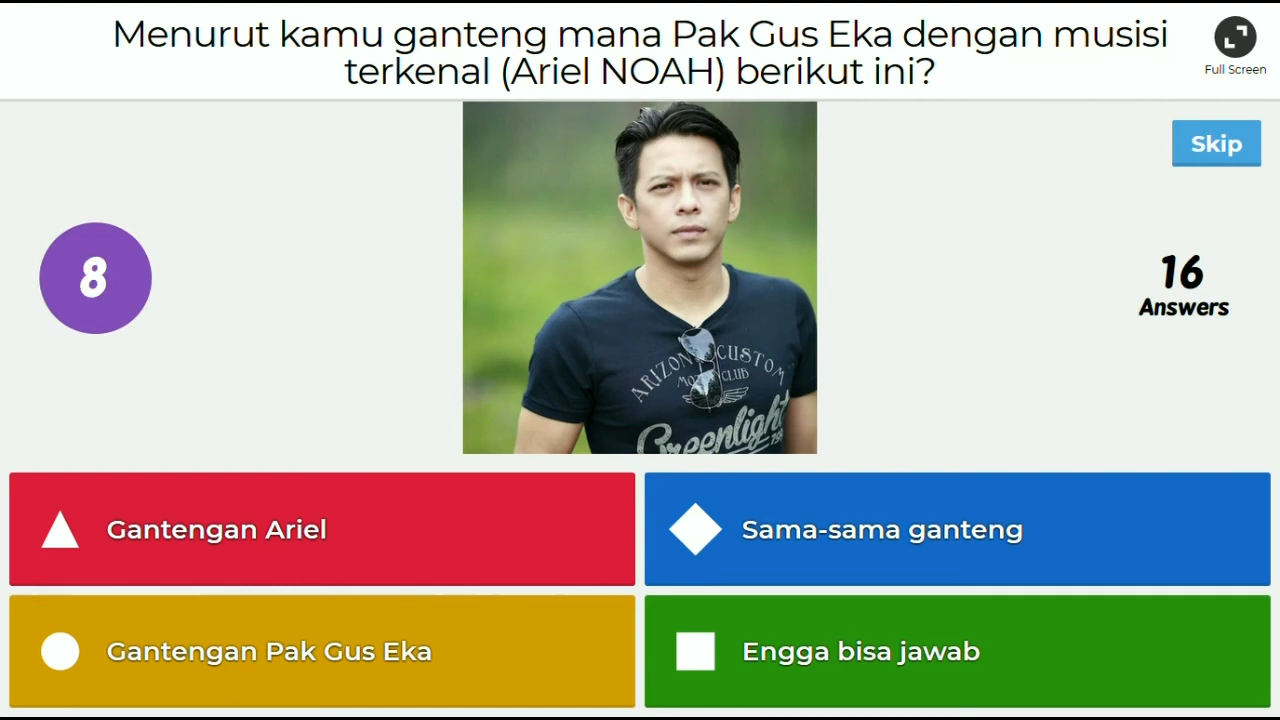 Menurut kamu ganteng mana Pak Gus Eka dengan musisi
terkenal (Ariel NOAH) berikut ini?
Full Screen
Skip
8
16
Answers
ARIZONA CUSTOM
CLUB
Greenlight
Gantengan Ariel
Sama-sama ganteng
Gantengan Pak Gus Eka
Engga bisa jawab